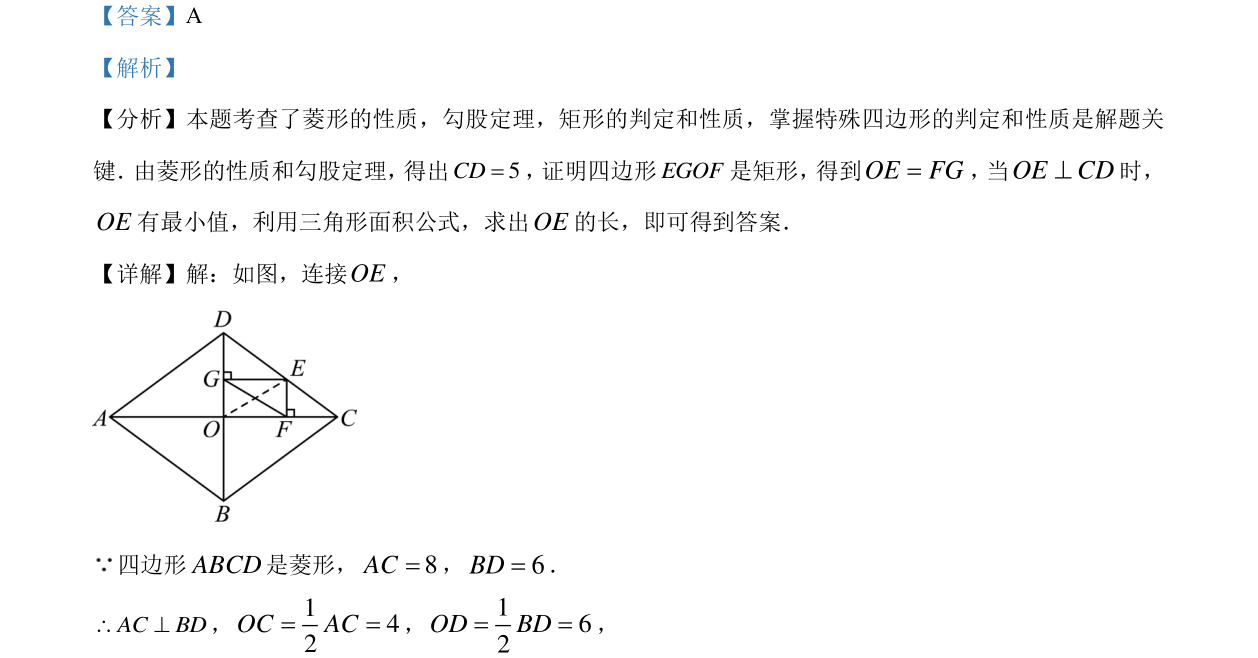 【答案】A
【解析】
【分析】本题考查了菱形的性质，勾股定理，矩形的判定和性质，掌握特殊四边形的判定和性质是解题关
键．由菱形的性质和勾股定理，得出CD＝5，证明四边形EGOF 是矩形，得到OE＝FG，当OE⊥CD时，
OE有最小值，利用三角形面积公式，求出OE的长，即可得到答案．
【详解】解：如图，连接OE，
D
G E
A O F C
B
∵四边形ABCD是菱形，AC＝8，BD＝6．
∴AC⊥BD，OC＝1/2 AC＝4，OD＝1/2 BD＝6，